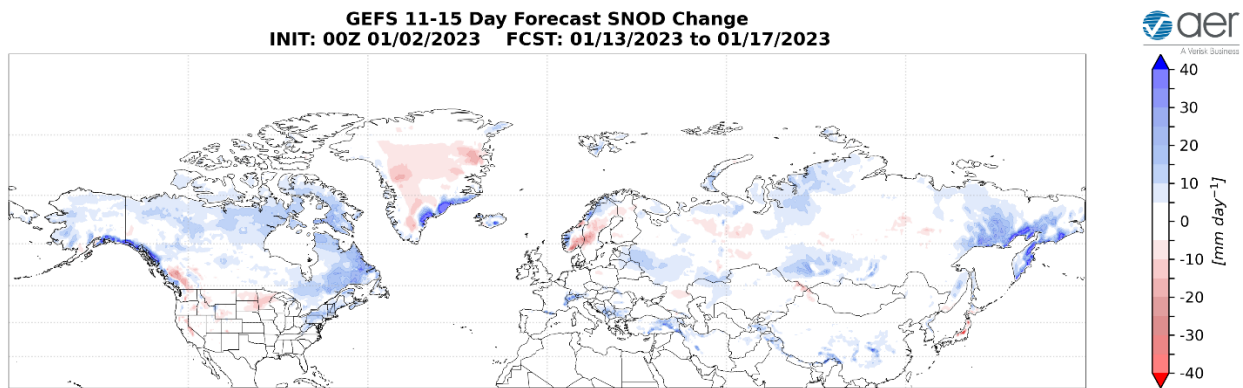 GEFS 11-15 Day Forecast SNOD Change
INIT: 00Z 01/02/2023    FCST: 01/13/2023 to 01/17/2023
aer
A Verisk Business
40
30
20
10
0
-10
-20
-30
-40
[mm day⁻¹]